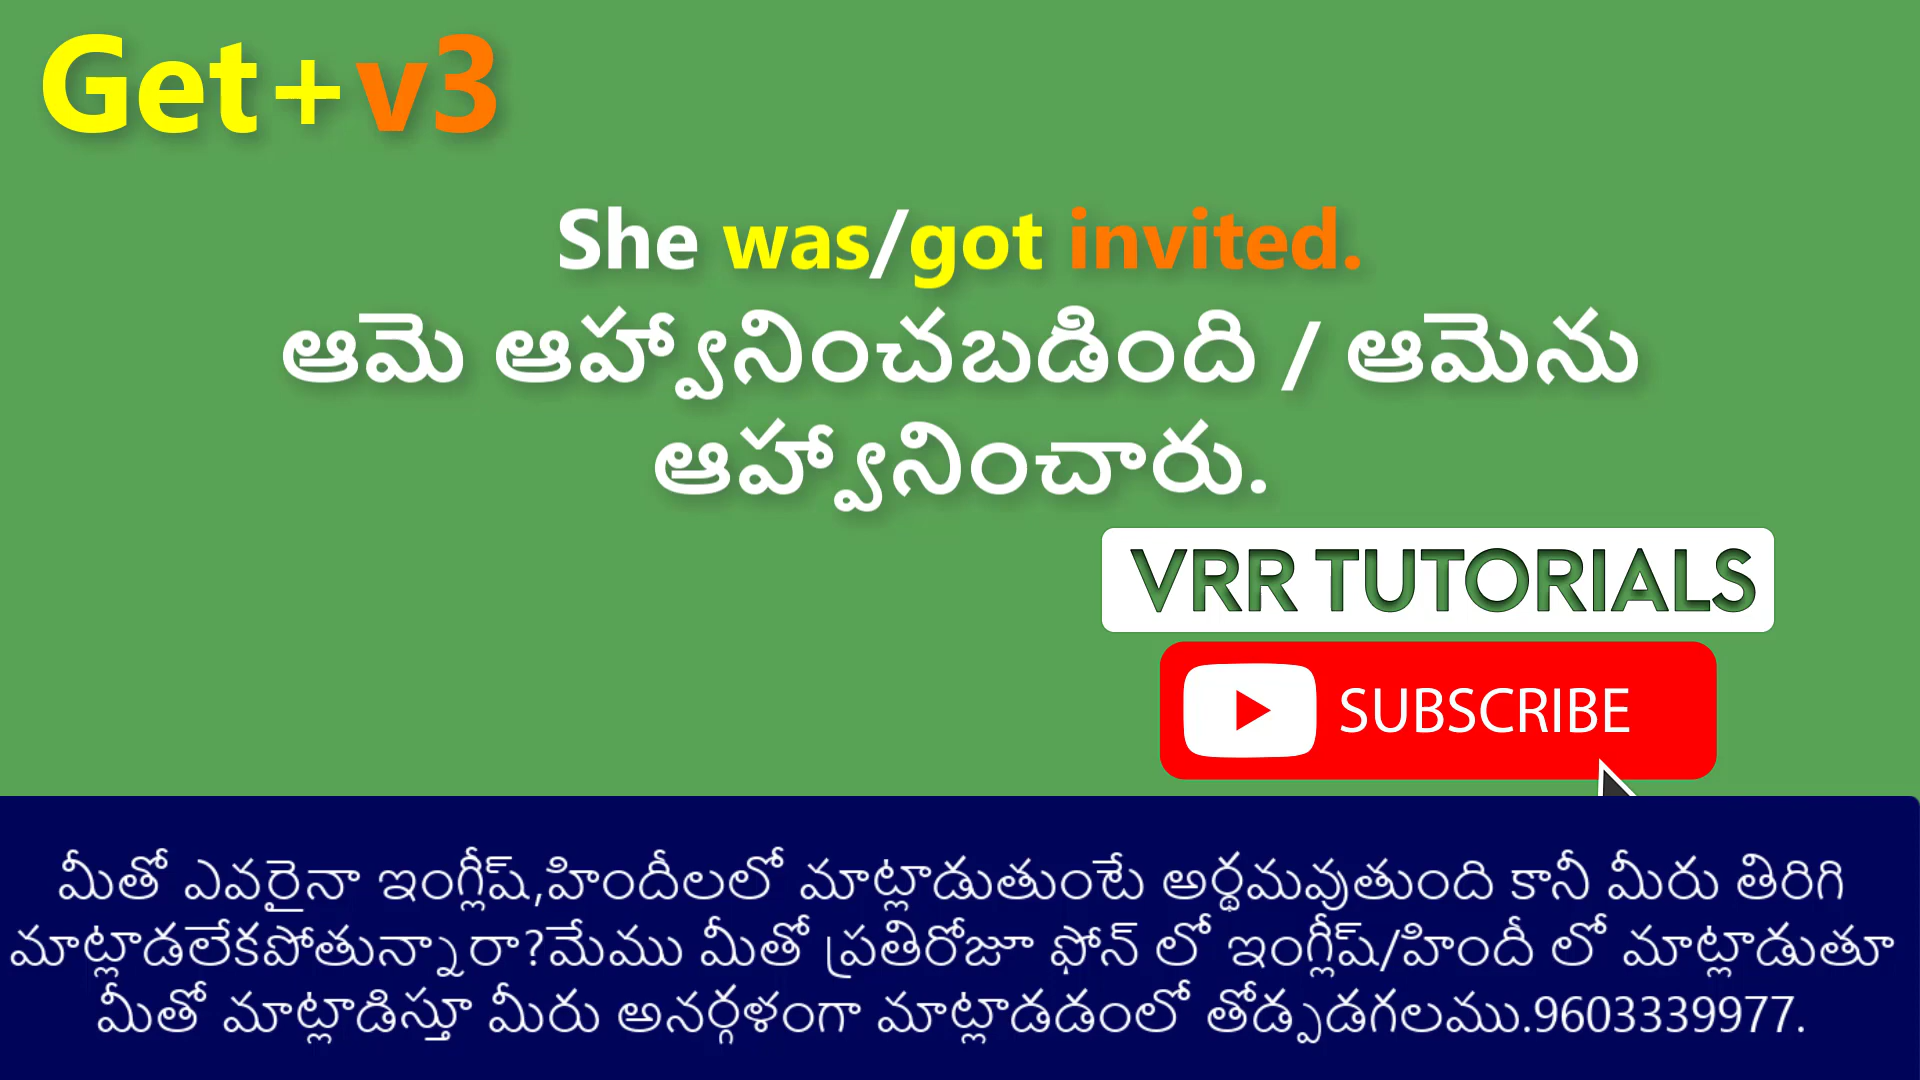 Get+v3
She was/got invited.
ఆమె ఆహ్వానించబడింది / ఆమెను
ఆహ్వానించారు.
VRR TUTORIALS
SUBSCRIBE
మీతో ఎవరైనా ఇంగ్లీష్,హిందీలలో మాట్లాడుతుంటే అర్థమవుతుంది కానీ మీరు తిరిగి
మాట్లాడలేకపోతున్నారా?మేము మీతో ప్రతిరోజూ ఫోన్ లో ఇంగ్లీష్/హిందీ లో మాట్లాడుతూ
మీతో మాట్లాడిస్తూ మీరు అనర్గళంగా మాట్లాడడంలో తోడ్పడగలము.9603339977.